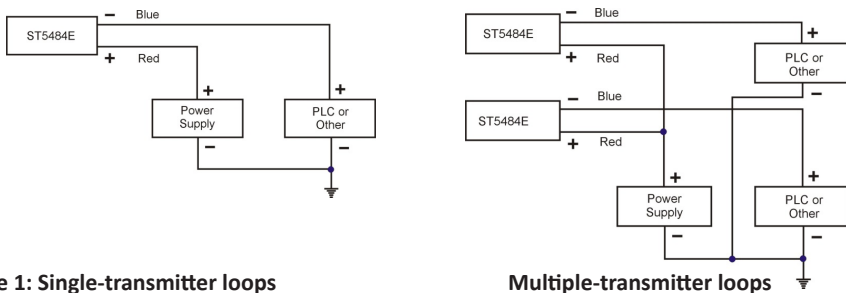 − Blue
ST5484E
+ Red
+ +
Power Supply
PLC or Other
− −
− Blue
ST5484E
+ Red
+
PLC or Other
−
− Blue
ST5484E
+ Red
+ +
Power Supply
PLC or Other
− −
e 1: Single-transmitter loops
Multiple-transmitter loops